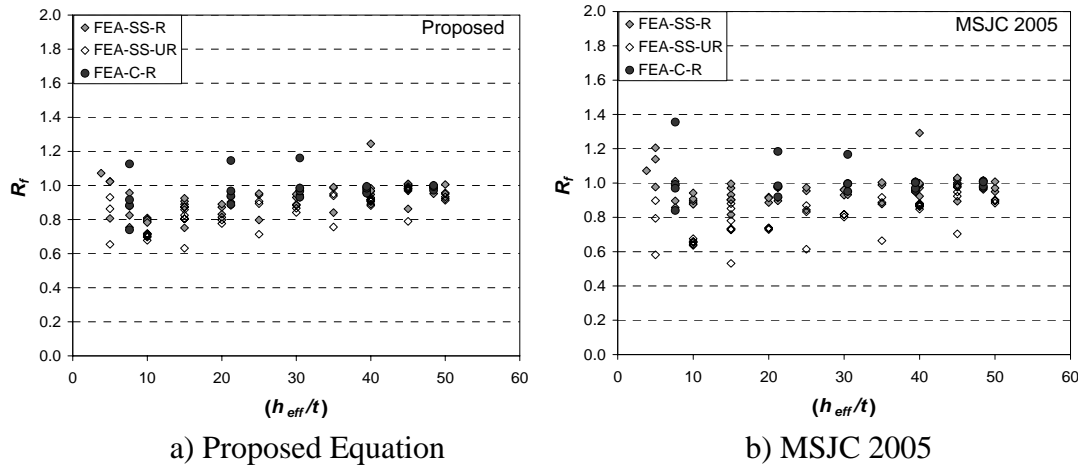 2.0
1.8
1.6
1.4
1.2
1.0
0.8
0.6
0.4
0.2
0.0
R_f
FEA-SS-R
FEA-SS-UR
FEA-C-R
Proposed
0 10 20 30 40 50 60
(h_eff/t)
a) Proposed Equation
2.0
1.8
1.6
1.4
1.2
1.0
0.8
0.6
0.4
0.2
0.0
R_f
FEA-SS-R
FEA-SS-UR
FEA-C-R
MSJC 2005
0 10 20 30 40 50 60
(h_eff/t)
b) MSJC 2005